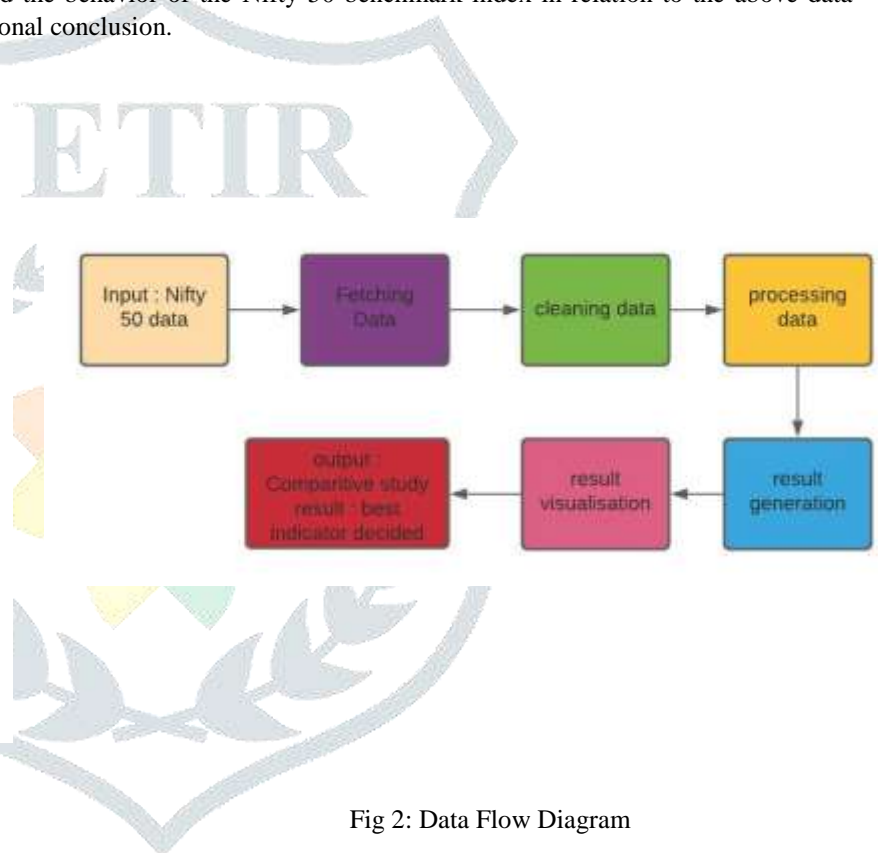 the behavior of the Nifty 50 benchmark index in relation to the above data
onal conclusion.
ETIR
Input : Nifty
50 data
Fetching
Data
cleaning data
processing
data
output :
Comparitive study
result : best
indicator decided
result
visualisation
result
generation
Fig 2: Data Flow Diagram